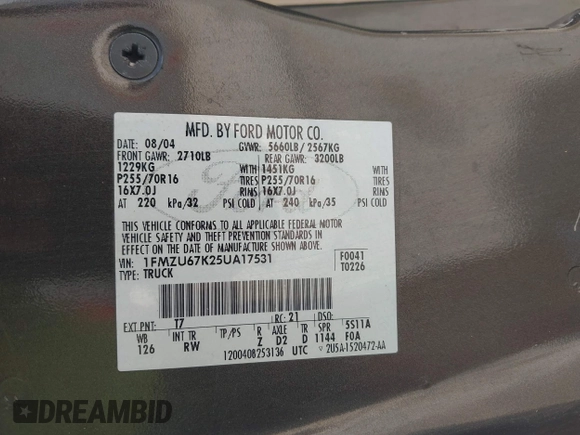 MFD. BY FORD MOTOR CO.
DATE: 08/04 GVWR: 5660LB/ 2567KG
FRONT GAWR: 2710LB REAR GAWR: 3200LB
1229KG WITH 1451KG WITH
P255/70R16 TIRES P255/70R16 TIRES
16X7.0J RIMS 16X7.0J RIMS
AT 220 kPa/32 PSI COLD AT 240 kPa/35 PSI COLD
THIS VEHICLE CONFORMS TO ALL APPLICABLE FEDERAL MOTOR
VEHICLE SAFETY AND THEFT PREVENTION STANDARDS IN
EFFECT ON THE DATE OF MANUFACTURE SHOWN ABOVE.
VIN: 1FMZU67K25UA17531 F0041
TYPE: TRUCK T0226
EXT PNT: T7 RC: 21 DSO:
WB INT TR TP/PS R AXLE TR SPR 5S11A
126 RW Z D2 D 1144 F0A
1200408253136 UTC 2U5A-1520472-AA
Ford
DREAMBID